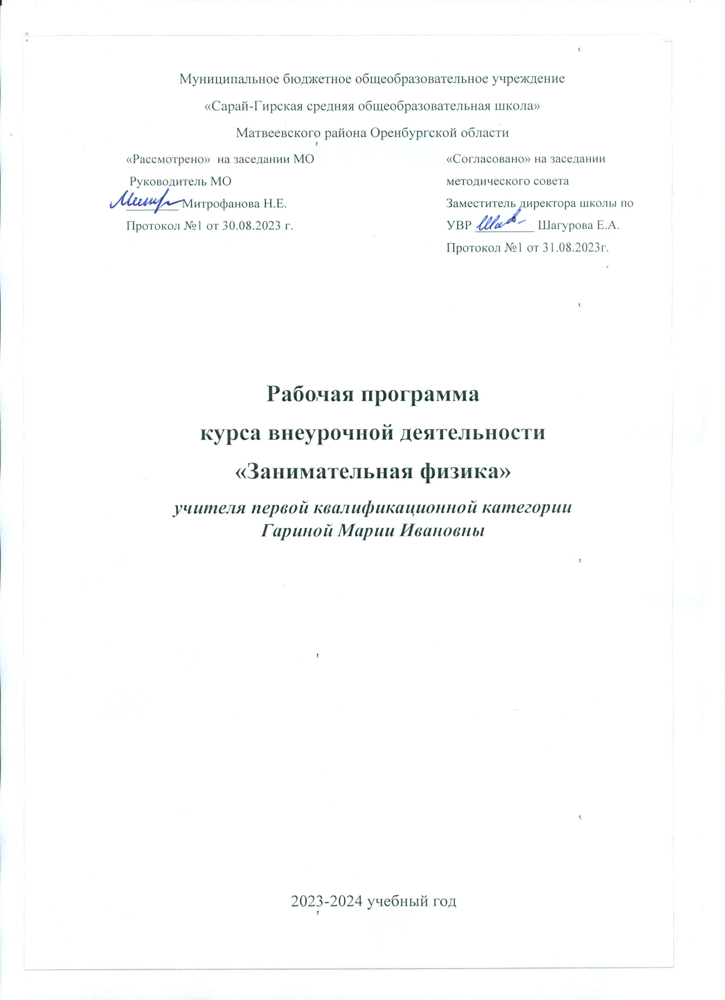 Муниципальное бюджетное общеобразовательное учреждение
«Сарай-Гирская средняя общеобразовательная школа»
Матвеевского района Оренбургской области
«Рассмотрено»  на заседании МО
Руководитель МО
________Митрофанова Н.Е.
Протокол №1 от 30.08.2023 г.
«Согласовано» на заседании
методического совета
Заместитель директора школы по
УВР _________ Шагурова Е.А.
Протокол №1 от 31.08.2023г.
Рабочая программа
курса внеурочной деятельности
«Занимательная физика»
учителя первой квалификационной категории
Гариной Марии Ивановны
2023-2024 учебный год